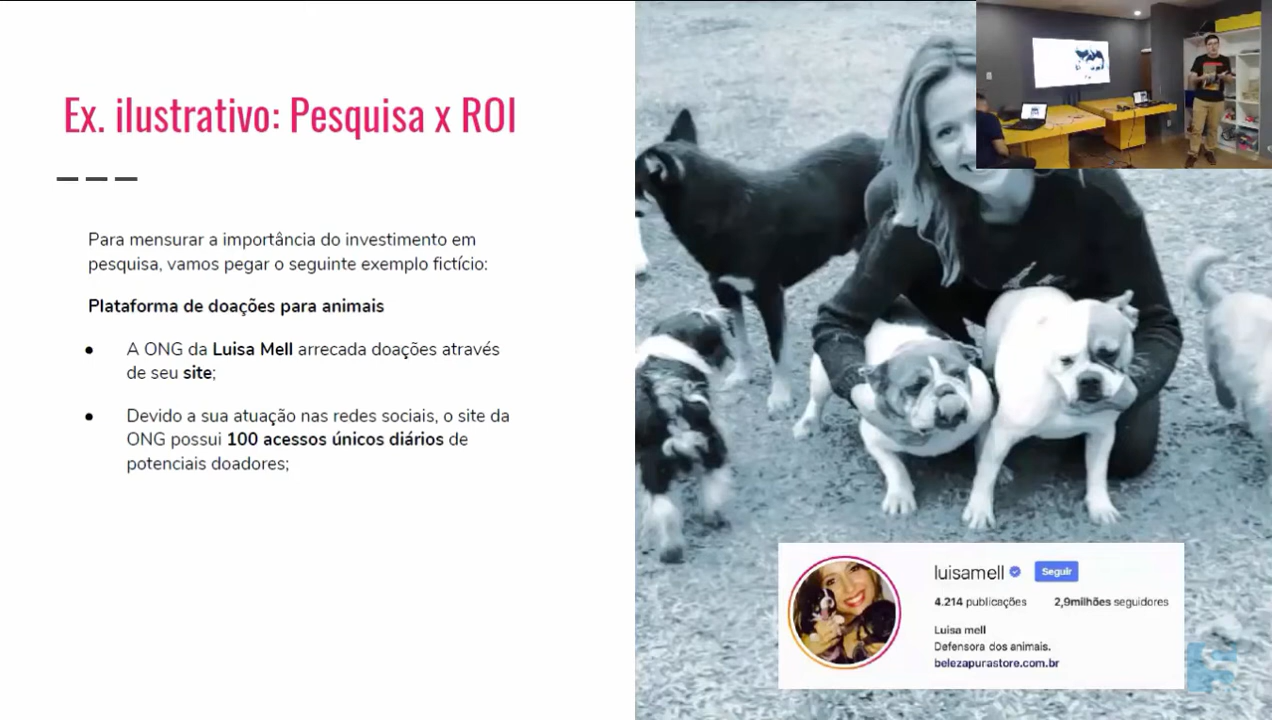 Ex. ilustrativo: Pesquisa x ROI
Para mensurar a importância do investimento em
pesquisa, vamos pegar o seguinte exemplo fictício:
Plataforma de doações para animais
● A ONG da Luisa Mell arrecada doações através
de seu site;
● Devido a sua atuação nas redes sociais, o site da
ONG possui 100 acessos únicos diários de
potenciais doadores;
luisamell Seguir
4.214 publicações 2,9milhões seguidores
Luisa mell
Defensora dos animais.
belezapurastore.com.br